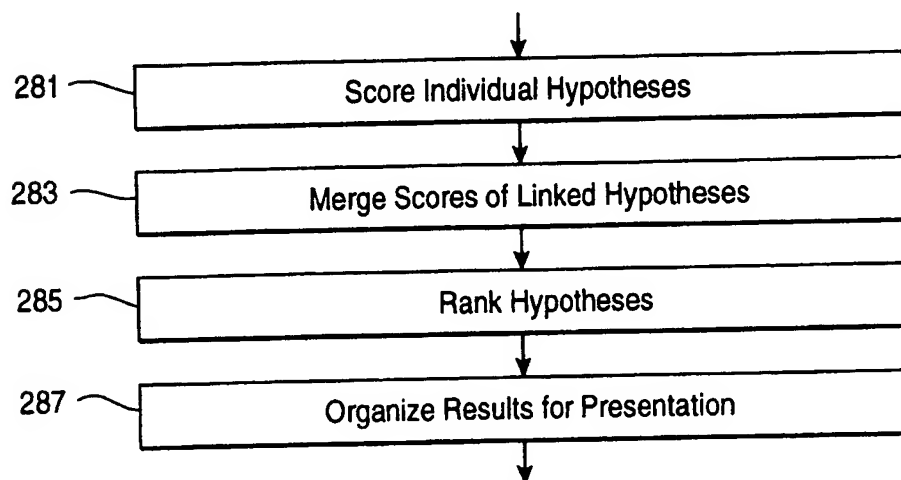 281 Score Individual Hypotheses
283 Merge Scores of Linked Hypotheses
285 Rank Hypotheses
287 Organize Results for Presentation